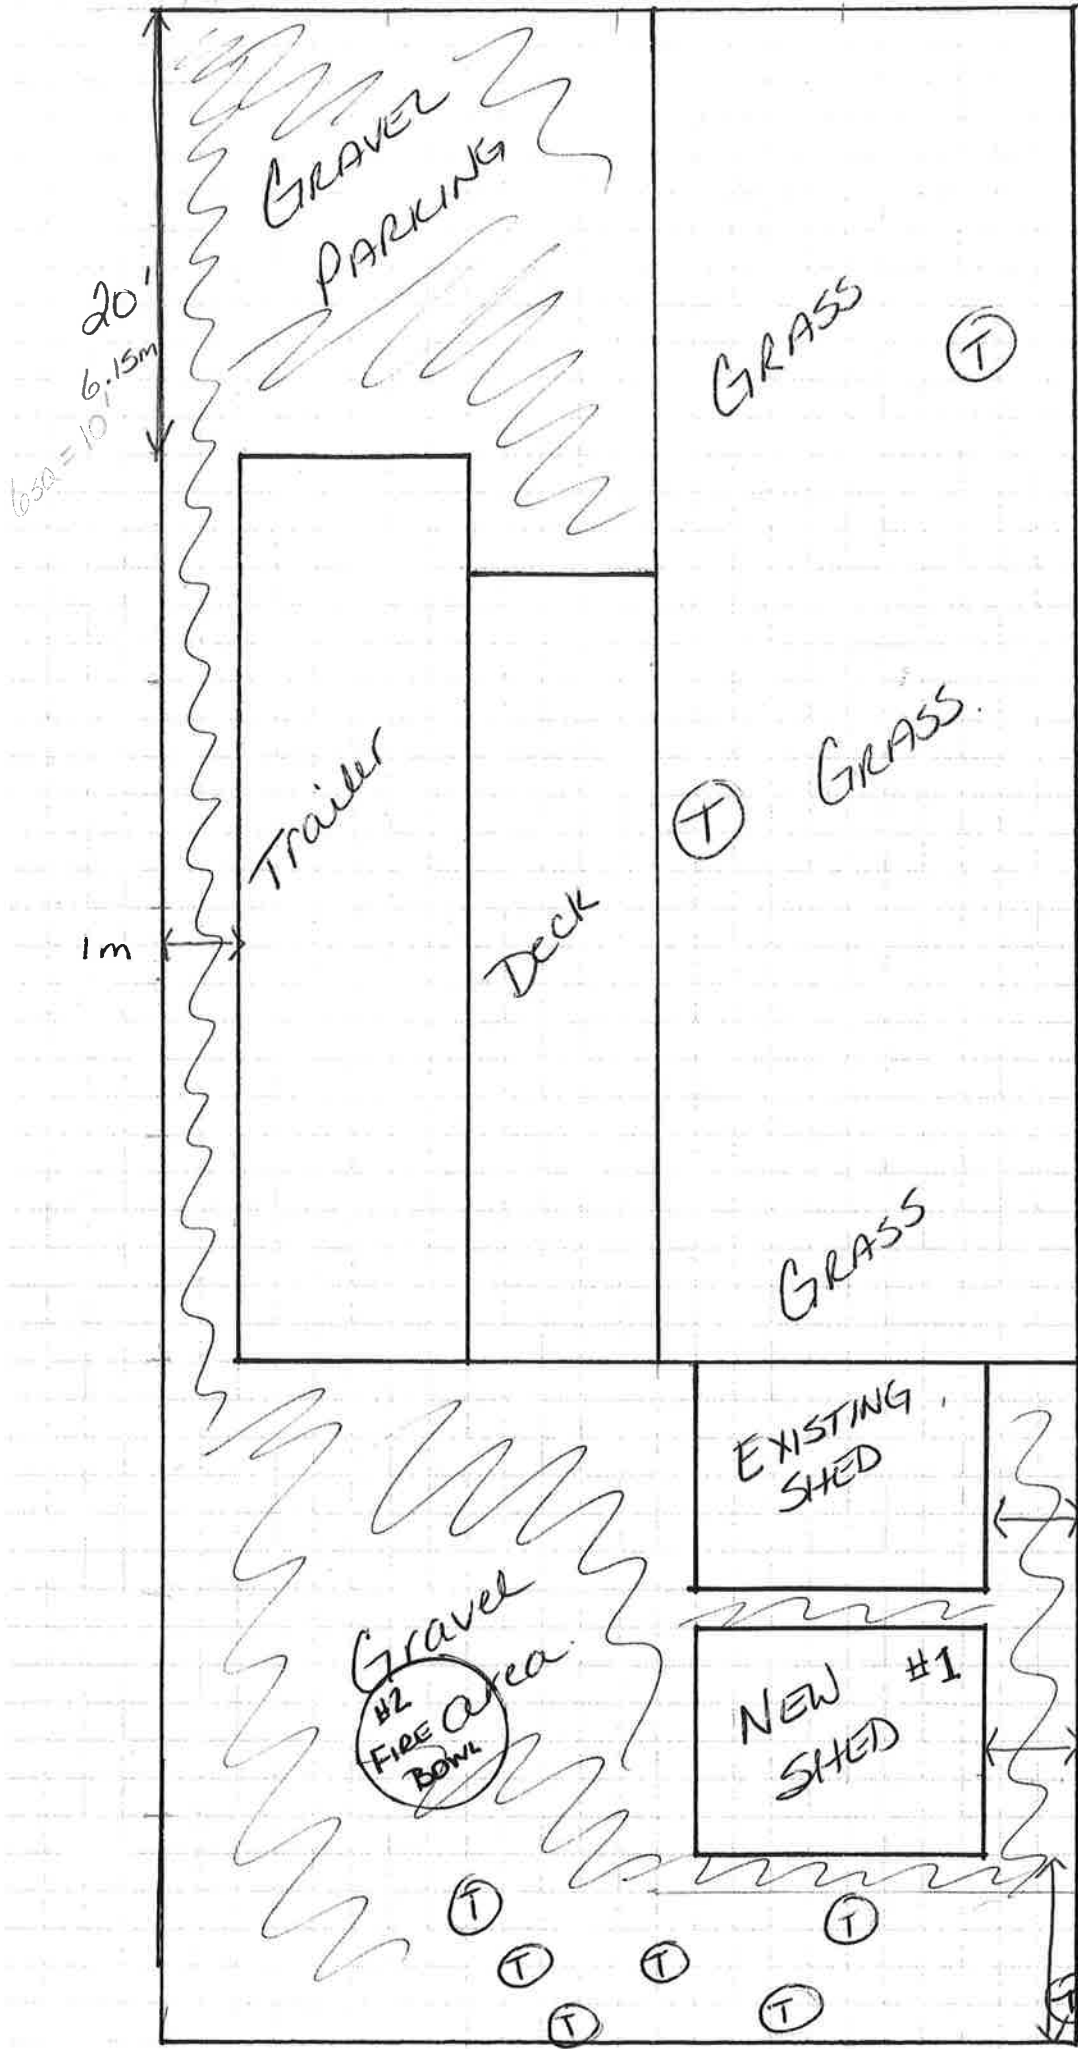 GRAVEL
PARKING
20'
6.15m
GRASS
T
GRASS.
T
Trailer
Deck
1m
GRASS
EXISTING
SHED
Gravel
area.
#2
FIRE
BOWL
NEW #1
SHED
T
T
T
T
T
T
T